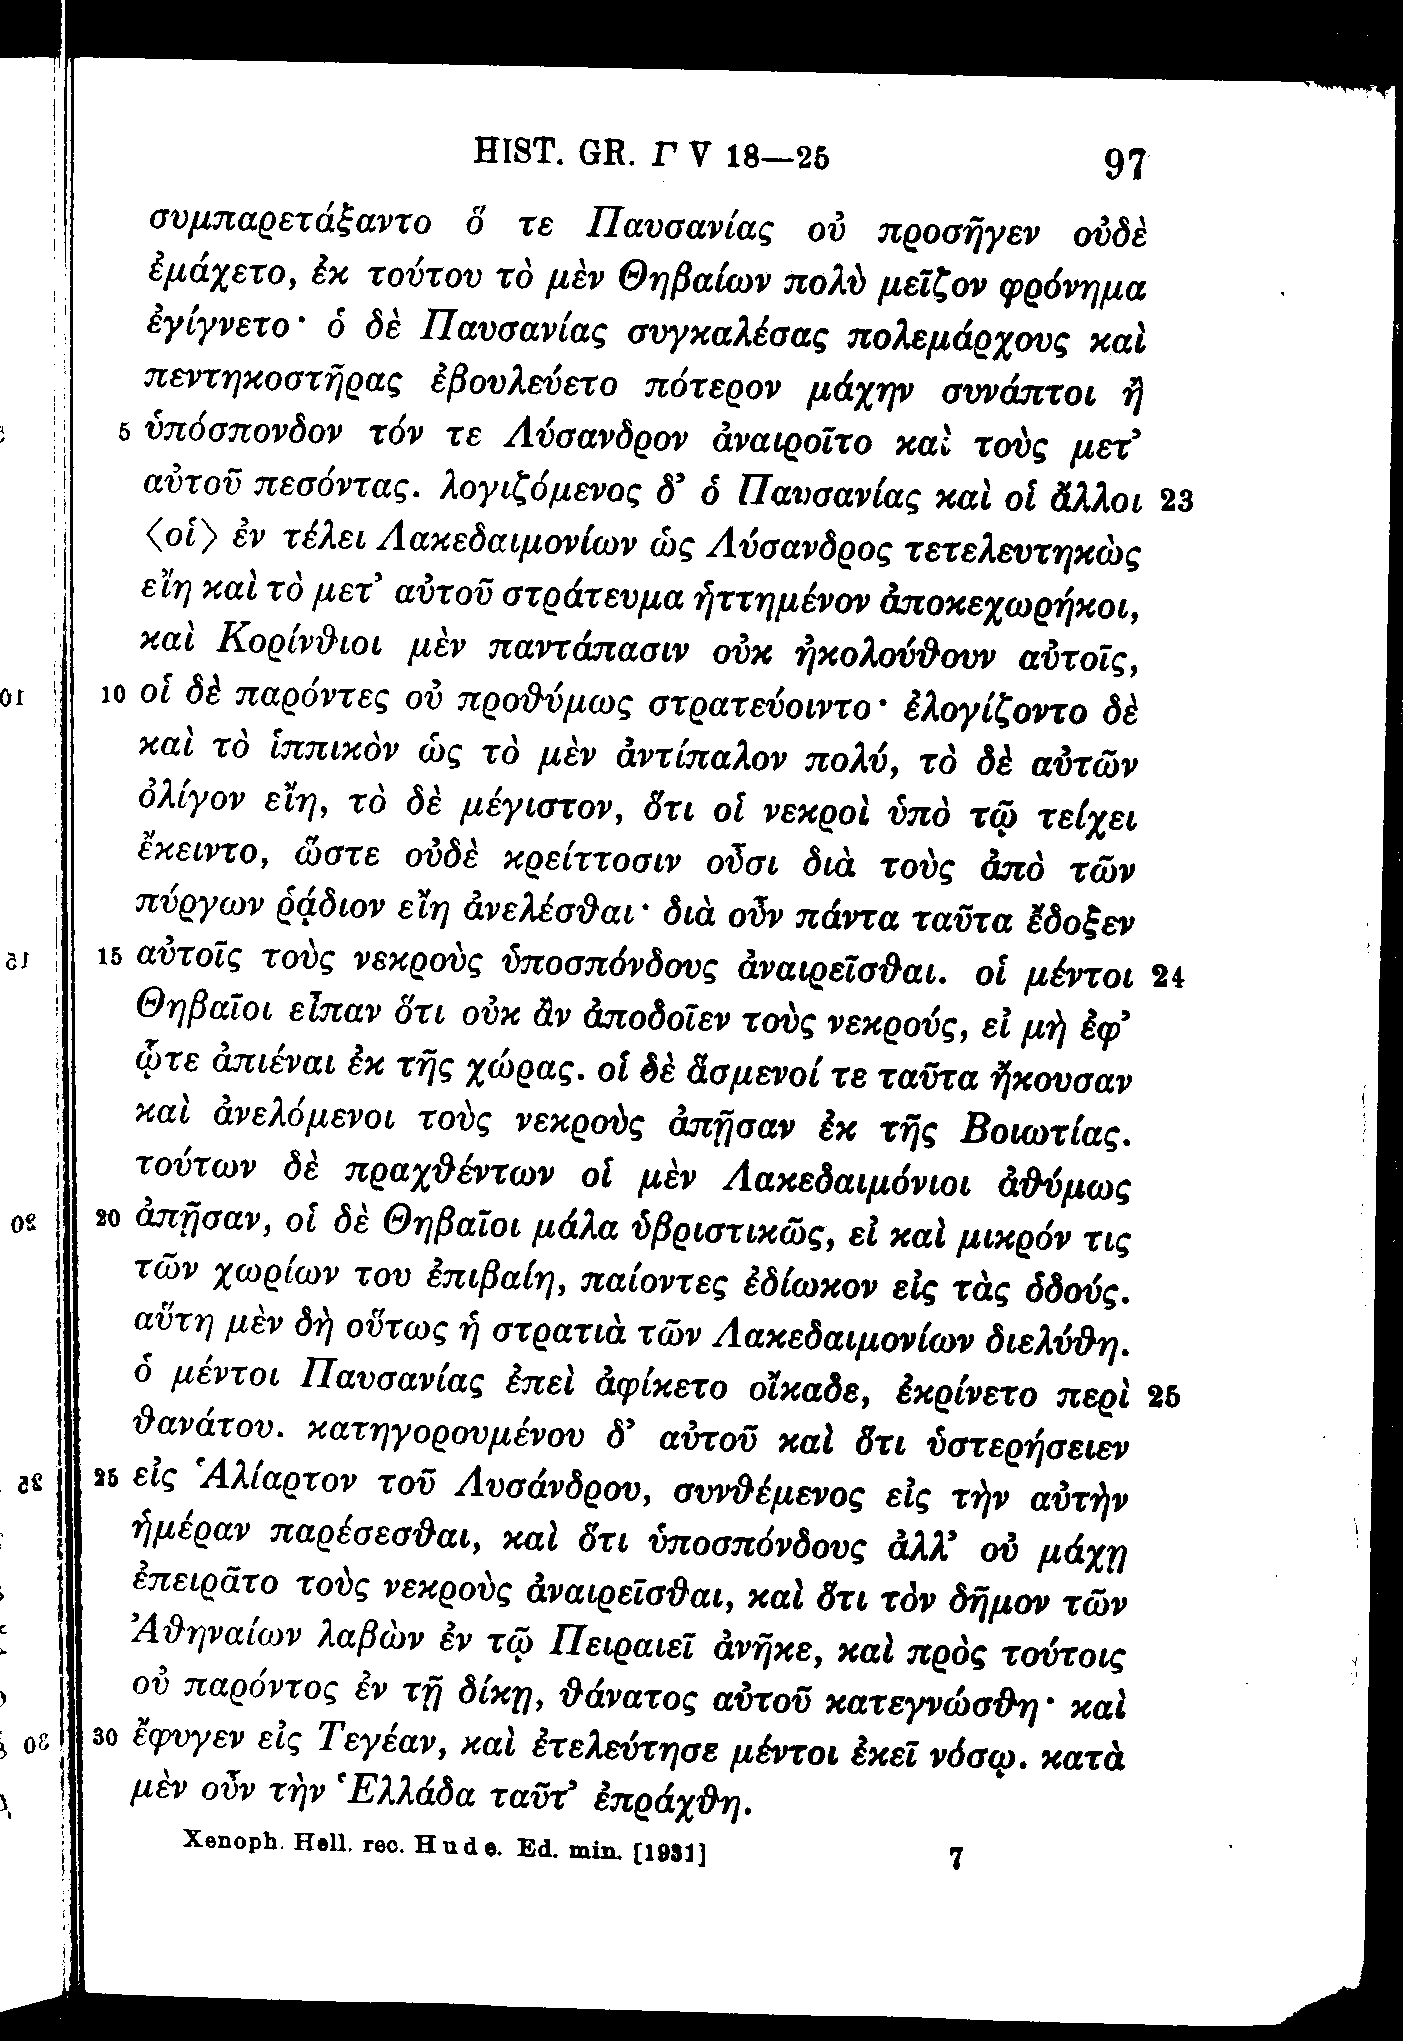 HIST. GR. Γ V 18—25 97
συμπαρετάξαντο ὅ τε Παυσανίας οὐ προσῆγεν οὐδὲ
ἐμάχετο, ἐκ τούτου τὸ μὲν Θηβαίων πολὺ μεῖζον φρόνημα
ἐγίγνετο· ὁ δὲ Παυσανίας συγκαλέσας πολεμάρχους καὶ
πεντηκοστῆρας ἐβουλεύετο πότερον μάχην συνάπτοι ἢ
5 ὑπόσπονδον τόν τε Λύσανδρον ἀναιροῖτο καὶ τοὺς μετ’
αὐτοῦ πεσόντας. λογιζόμενος δ’ ὁ Παυσανίας καὶ οἱ ἄλλοι 23
⟨οἱ⟩ ἐν τέλει Λακεδαιμονίων ὡς Λύσανδρος τετελευτηκὼς
εἴη καὶ τὸ μετ’ αὐτοῦ στράτευμα ἡττημένον ἀποκεχωρήκοι,
καὶ Κορίνθιοι μὲν παντάπασιν οὐκ ἠκολούθουν αὐτοῖς,
10 οἱ δὲ παρόντες οὐ προθύμως στρατεύοιντο· ἐλογίζοντο δὲ
καὶ τὸ ἱππικὸν ὡς τὸ μὲν ἀντίπαλον πολύ, τὸ δὲ αὑτῶν
ὀλίγον εἴη, τὸ δὲ μέγιστον, ὅτι οἱ νεκροὶ ὑπὸ τῷ τείχει
ἔκειντο, ὥστε οὐδὲ κρείττοσιν οὖσι διὰ τοὺς ἀπὸ τῶν
πύργων ῥᾴδιον εἴη ἀνελέσθαι· διὰ οὖν πάντα ταῦτα ἔδοξεν
15 αὐτοῖς τοὺς νεκροὺς ὑποσπόνδους ἀναιρεῖσθαι. οἱ μέντοι 24
Θηβαῖοι εἶπαν ὅτι οὐκ ἂν ἀποδοῖεν τοὺς νεκρούς, εἰ μὴ ἐφ’
ᾧτε ἀπιέναι ἐκ τῆς χώρας. οἱ δὲ ἅσμενοί τε ταῦτα ἤκουσαν
καὶ ἀνελόμενοι τοὺς νεκροὺς ἀπῇσαν ἐκ τῆς Βοιωτίας.
τούτων δὲ πραχθέντων οἱ μὲν Λακεδαιμόνιοι ἀθύμως
20 ἀπῇσαν, οἱ δὲ Θηβαῖοι μάλα ὑβριστικῶς, εἰ καὶ μικρόν τις
τῶν χωρίων του ἐπιβαίη, παίοντες ἐδίωκον εἰς τὰς ὁδούς.
αὕτη μὲν δὴ οὕτως ἡ στρατιὰ τῶν Λακεδαιμονίων διελύθη.
ὁ μέντοι Παυσανίας ἐπεὶ ἀφίκετο οἴκαδε, ἐκρίνετο περὶ 25
θανάτου. κατηγορουμένου δ’ αὐτοῦ καὶ ὅτι ὑστερήσειεν
25 εἰς Ἁλίαρτον τοῦ Λυσάνδρου, συνθέμενος εἰς τὴν αὐτὴν
ἡμέραν παρέσεσθαι, καὶ ὅτι ὑποσπόνδους ἀλλ’ οὐ μάχῃ
ἐπειρᾶτο τοὺς νεκροὺς ἀναιρεῖσθαι, καὶ ὅτι τὸν δῆμον τῶν
Ἀθηναίων λαβὼν ἐν τῷ Πειραιεῖ ἀνῆκε, καὶ πρὸς τούτοις
οὐ παρόντος ἐν τῇ δίκῃ, θάνατος αὐτοῦ κατεγνώσθη· καὶ
30 ἔφυγεν εἰς Τεγέαν, καὶ ἐτελεύτησε μέντοι ἐκεῖ νόσῳ. κατὰ
μὲν οὖν τὴν Ἑλλάδα ταῦτ’ ἐπράχθη.
Xenoph. Hell. rec. Hude. Ed. min. [1931] 7